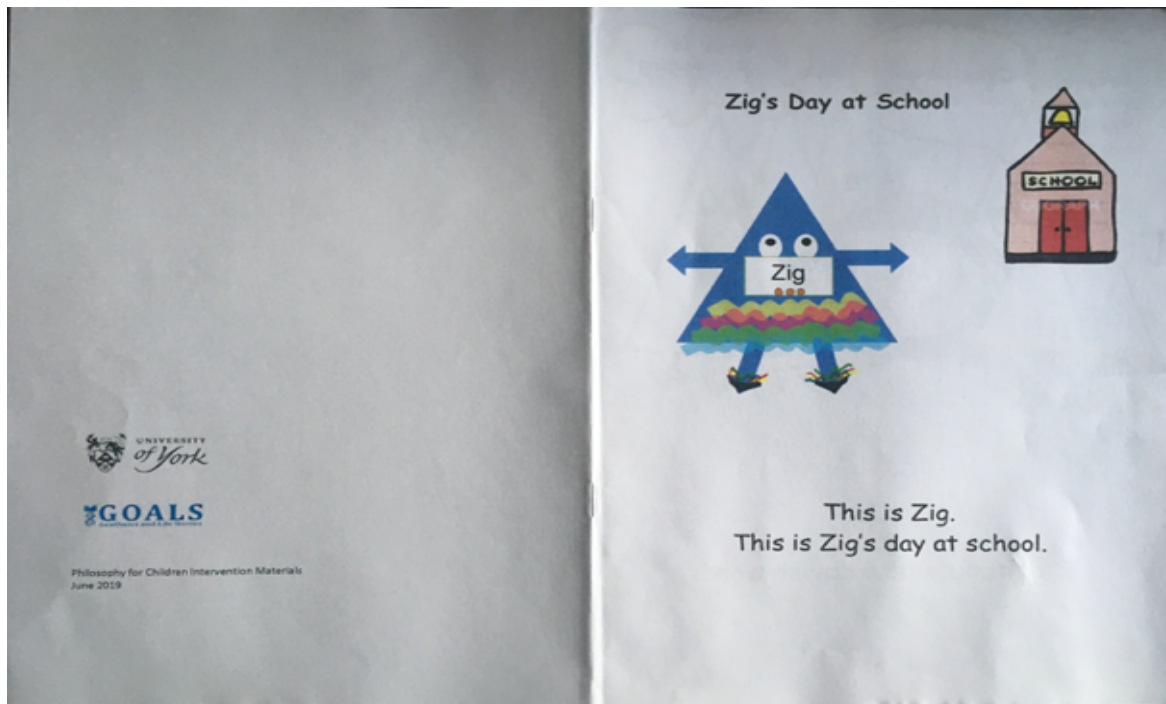 UNIVERSITY
of York
GOALS
Philosophy for Children Intervention Materials
June 2019
Zig's Day at School
SCHOOL
Zig
This is Zig.
This is Zig's day at school.